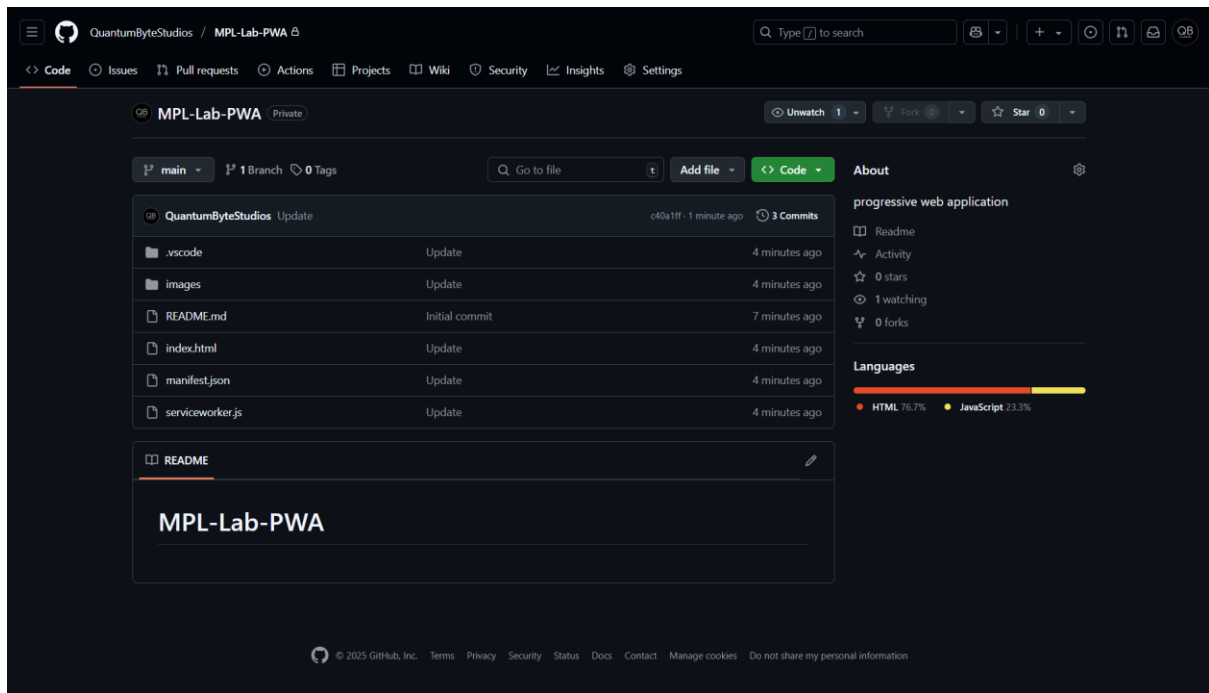 QuantumByteStudios / MPL-Lab-PWA Type / to search QB
Code Issues Pull requests Actions Projects Wiki Security Insights Settings
QB MPL-Lab-PWA Private Unwatch 1 Fork 0 Star 0
main 1 Branch 0 Tags Go to file t Add file Code
About
progressive web application
Readme
Activity
0 stars
1 watching
0 forks
Languages
HTML 76.7% JavaScript 23.3%
QB QuantumByteStudios Update c40a1ff · 1 minute ago 3 Commits
.vscode Update 4 minutes ago
images Update 4 minutes ago
README.md Initial commit 7 minutes ago
index.html Update 4 minutes ago
manifest.json Update 4 minutes ago
serviceworker.js Update 4 minutes ago
README
MPL-Lab-PWA
© 2025 GitHub, Inc. Terms Privacy Security Status Docs Contact Manage cookies Do not share my personal information